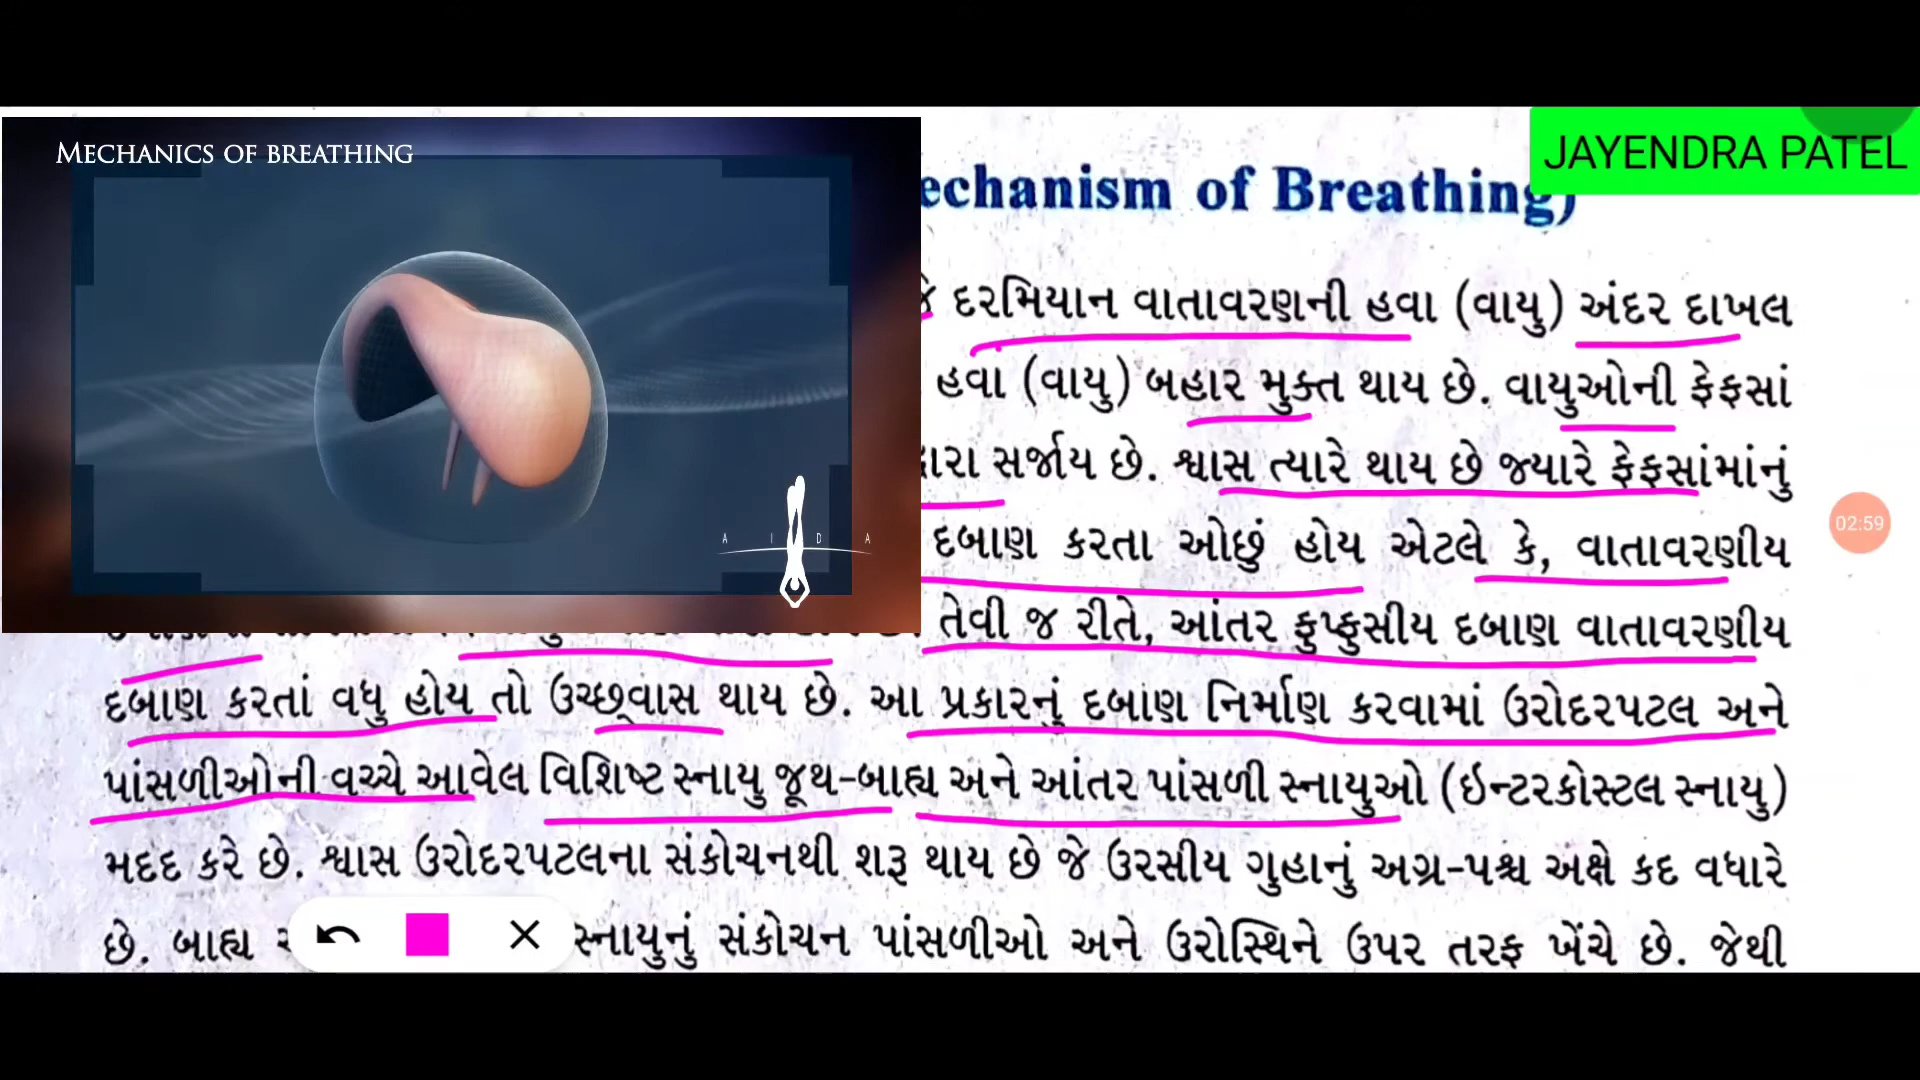 MECHANICS OF BREATHING
JAYENDRA PATEL
echanism of Breathing)
દરમિયાન વાતાવરણની હવા (વાયુ) અંદર દાખલ
હવા (વાયુ) બહાર મુક્ત થાય છે. વાયુઓની ફેફસાં
સર્જાય છે. શ્વાસ ત્યારે થાય છે જ્યારે ફેફસાંમાંનું
દબાણ કરતા ઓછું હોય એટલે કે, વાતાવરણીય
તેવી જ રીતે, આંતર ફુપ્ફુસીય દબાણ વાતાવરણીય
દબાણ કરતાં વધુ હોય તો ઉચ્છ્વાસ થાય છે. આ પ્રકારનું દબાણ નિર્માણ કરવામાં ઉરોદરપટલ અને
પાંસળીઓની વચ્ચે આવેલ વિશિષ્ટ સ્નાયુ જૂથ-બાહ્ય અને આંતર પાંસળી સ્નાયુઓ (ઇન્ટરકોસ્ટલ સ્નાયુ)
મદદ કરે છે. શ્વાસ ઉરોદરપટલના સંકોચનથી શરૂ થાય છે જે ઉરસીય ગુહાનું અગ્ર-પશ્ચ અક્ષે કદ વધારે
છે. બાહ્ય સ્નાયુનું સંકોચન પાંસળીઓ અને ઉરોસ્થિને ઉપર તરફ ખેંચે છે. જેથી
A I D A
02:59